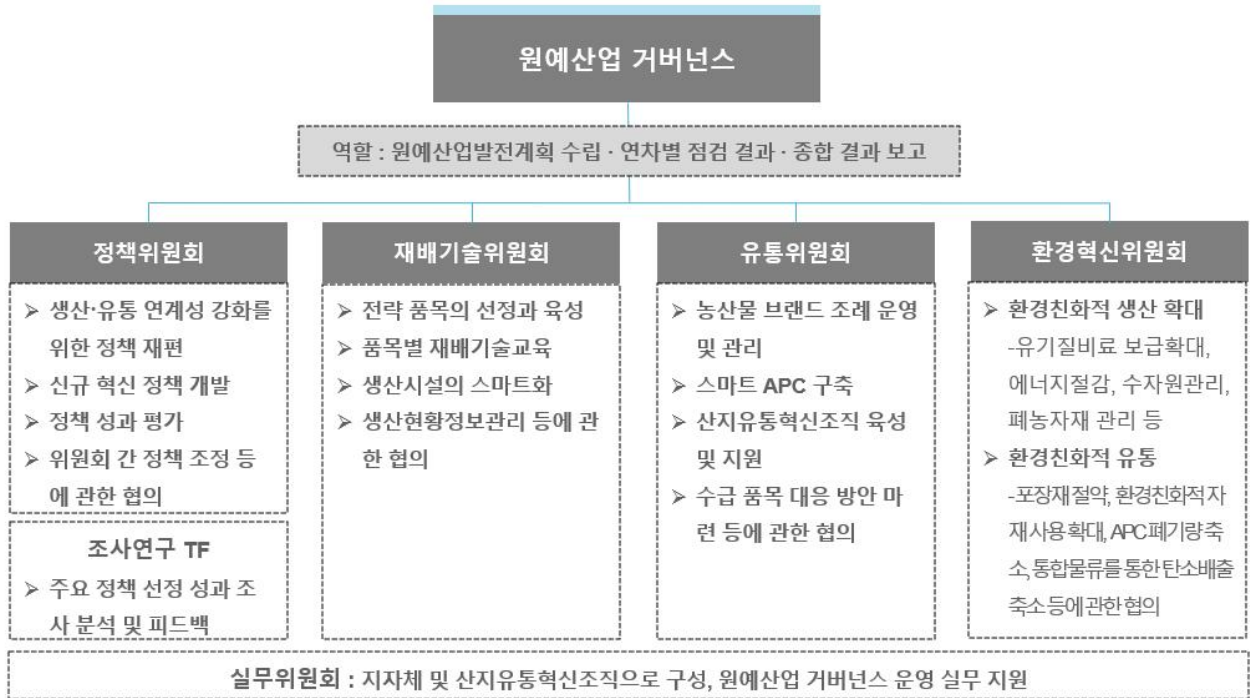 원예산업 거버넌스
역할 : 원예산업발전계획 수립 · 연차별 점검 결과 · 종합 결과 보고
정책위원회
➢ 생산·유통 연계성 강화를
위한 정책 재편
➢ 신규 혁신 정책 개발
➢ 정책 성과 평가
➢ 위원회 간 정책 조정 등
에 관한 협의
조사연구 TF
➢ 주요 정책 선정 성과 조
사 분석 및 피드백
재배기술위원회
➢ 전략 품목의 선정과 육성
➢ 품목별 재배기술교육
➢ 생산시설의 스마트화
➢ 생산현황정보관리 등에 관
한 협의
유통위원회
➢ 농산물 브랜드 조례 운영
및 관리
➢ 스마트 APC 구축
➢ 산지유통혁신조직 육성
및 지원
➢ 수급 품목 대응 방안 마
련 등에 관한 협의
환경혁신위원회
➢ 환경친화적 생산 확대
-유기질비료 보급확대,
에너지절감, 수자원관리,
폐농자재 관리 등
➢ 환경친화적 유통
-포장재 절약, 환경친화적 자
재 사용 확대, APC 폐기량 축
소, 통합물류를 통한 탄소배출
축소 등에 관한 협의
실무위원회 : 지자체 및 산지유통혁신조직으로 구성, 원예산업 거버넌스 운영 실무 지원